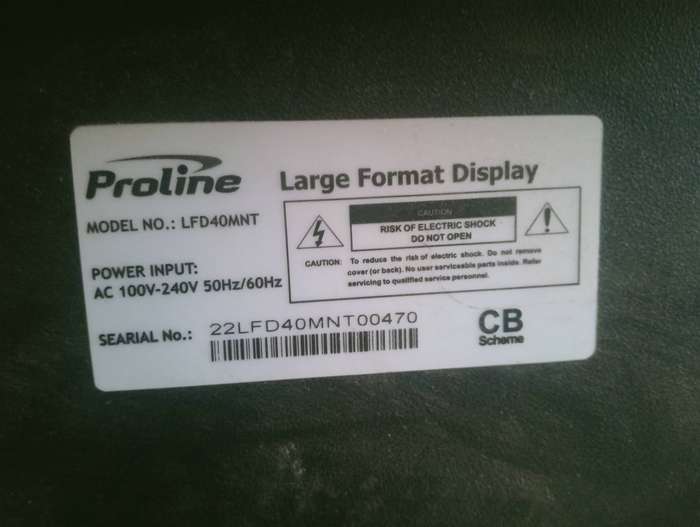 Proline
Large Format Display
MODEL NO.: LFD40MNT
CAUTION
RISK OF ELECTRIC SHOCK
DO NOT OPEN
CAUTION: To reduce the risk of electric shock. Do not remove
cover (or back). No user serviceable parts inside. Refer
servicing to qualified service personnel.
POWER INPUT:
AC 100V-240V 50Hz/60Hz
SEARIAL No.: 22LFD40MNT00470
CB
Scheme